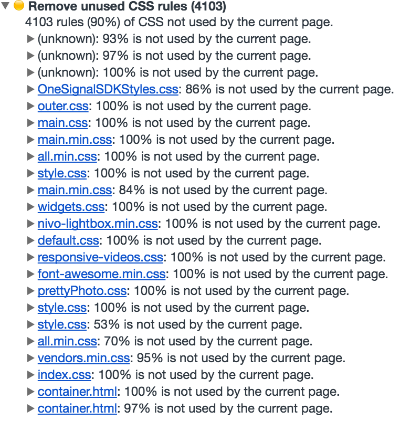 Remove unused CSS rules (4103)
4103 rules (90%) of CSS not used by the current page.
(unknown): 93% is not used by the current page.
(unknown): 97% is not used by the current page.
(unknown): 100% is not used by the current page.
OneSignalSDKStyles.css: 86% is not used by the current page.
outer.css: 100% is not used by the current page.
main.css: 100% is not used by the current page.
main.min.css: 100% is not used by the current page.
all.min.css: 100% is not used by the current page.
style.css: 100% is not used by the current page.
main.min.css: 84% is not used by the current page.
widgets.css: 100% is not used by the current page.
nivo-lightbox.min.css: 100% is not used by the current page.
default.css: 100% is not used by the current page.
responsive-videos.css: 100% is not used by the current page.
font-awesome.min.css: 100% is not used by the current page.
prettyPhoto.css: 100% is not used by the current page.
style.css: 100% is not used by the current page.
style.css: 53% is not used by the current page.
all.min.css: 70% is not used by the current page.
vendors.min.css: 95% is not used by the current page.
index.css: 100% is not used by the current page.
container.html: 100% is not used by the current page.
container.html: 97% is not used by the current page.